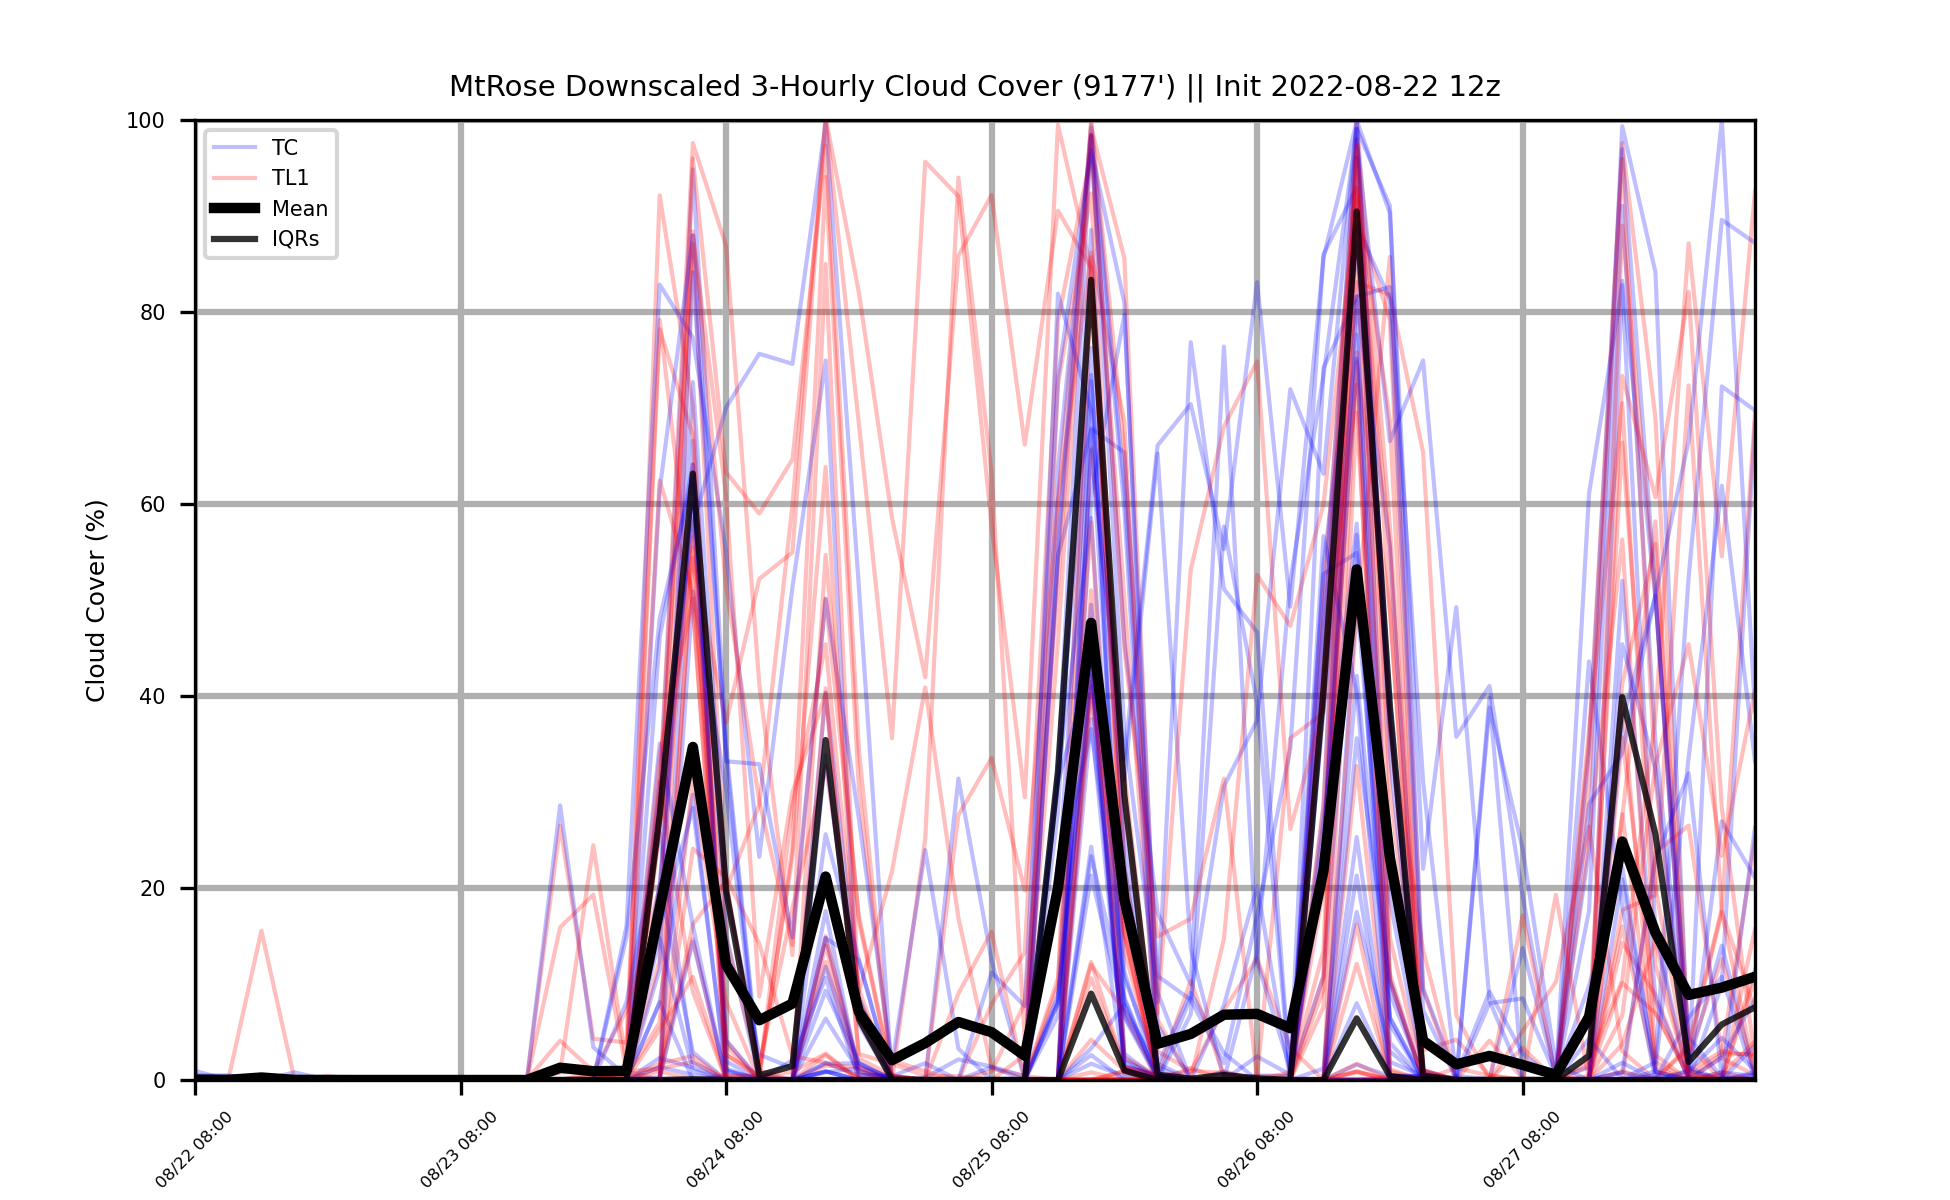 MtRose Downscaled 3-Hourly Cloud Cover (9177') || Init 2022-08-22 12z
100
80
60
40
20
0
Cloud Cover (%)
TC
TL1
Mean
IQRs
08/22 08:00
08/23 08:00
08/24 08:00
08/25 08:00
08/26 08:00
08/27 08:00